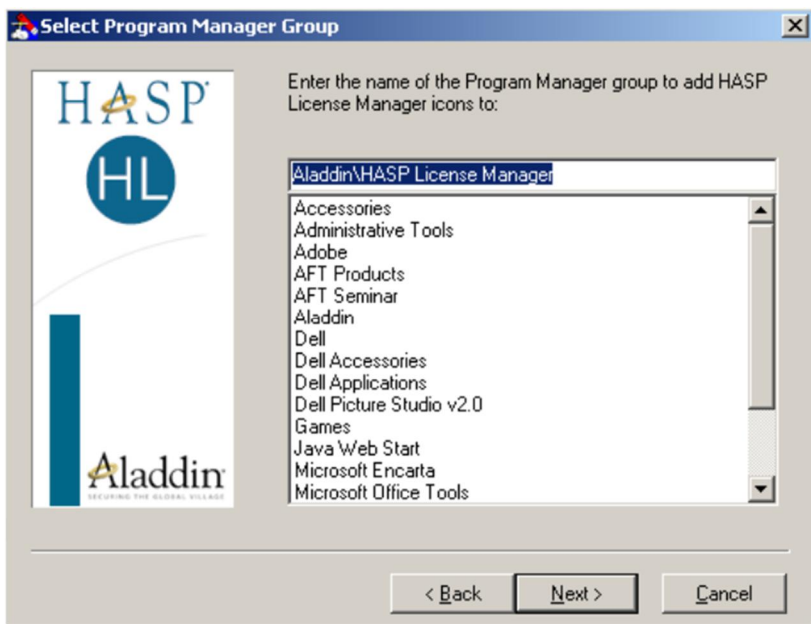 Select Program Manager Group
HASP
HL
Aladdin
SECURING THE GLOBAL VILLAGE
Enter the name of the Program Manager group to add HASP
License Manager icons to:
Aladdin\HASP License Manager
Accessories
Administrative Tools
Adobe
AFT Products
AFT Seminar
Aladdin
Dell
Dell Accessories
Dell Applications
Dell Picture Studio v2.0
Games
Java Web Start
Microsoft Encarta
Microsoft Office Tools
< Back
Next >
Cancel